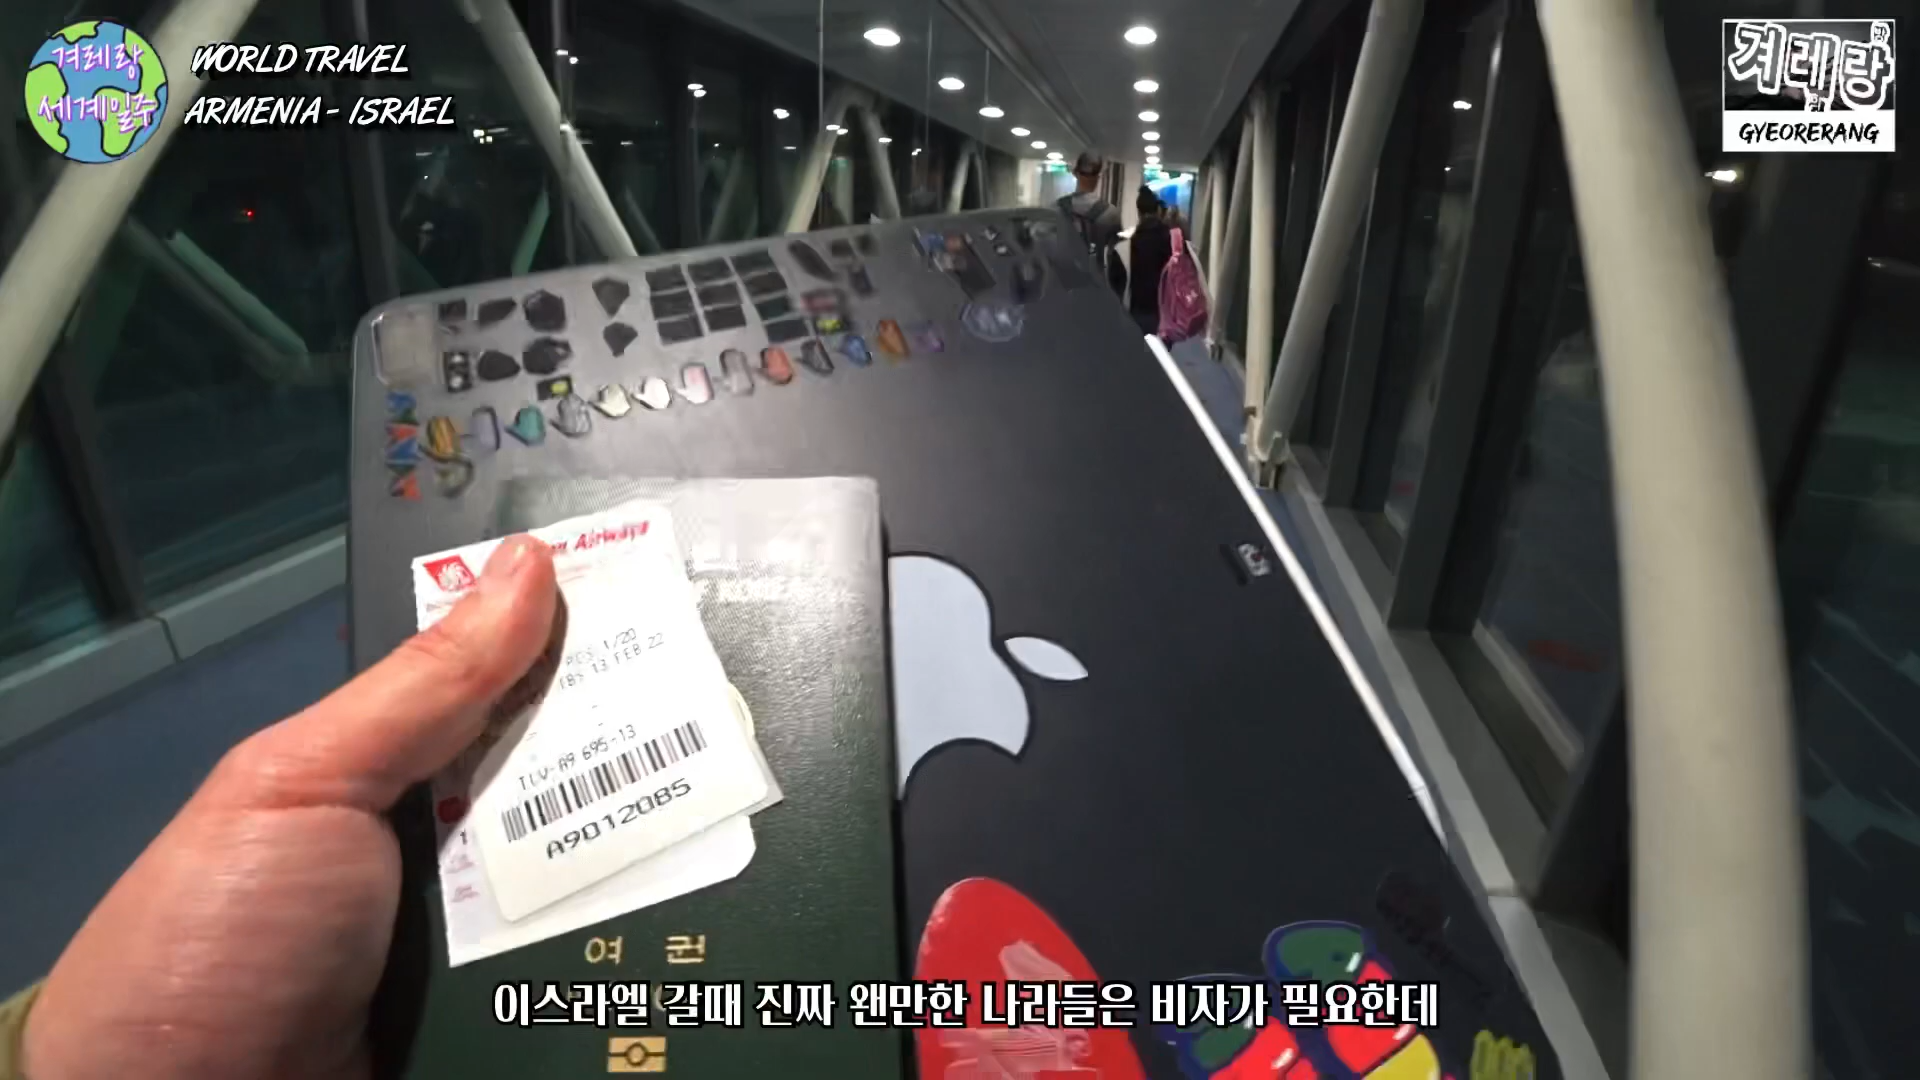 겨레랑
세계일주
WORLD TRAVEL
ARMENIA - ISRAEL
겨레랑
GYEORERANG
Airways
13 FEB 22
TLV-A9 695-13
A9012085
여 권
이스라엘 갈때 진짜 왠만한 나라들은 비자가 필요한데